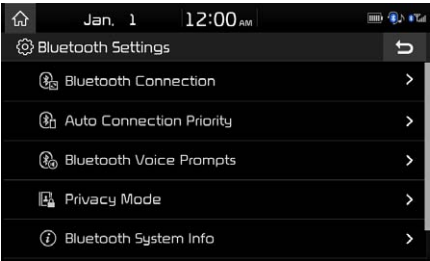 Jan. 1 12:00 AM
Bluetooth Settings
Bluetooth Connection
Auto Connection Priority
Bluetooth Voice Prompts
Privacy Mode
Bluetooth System Info